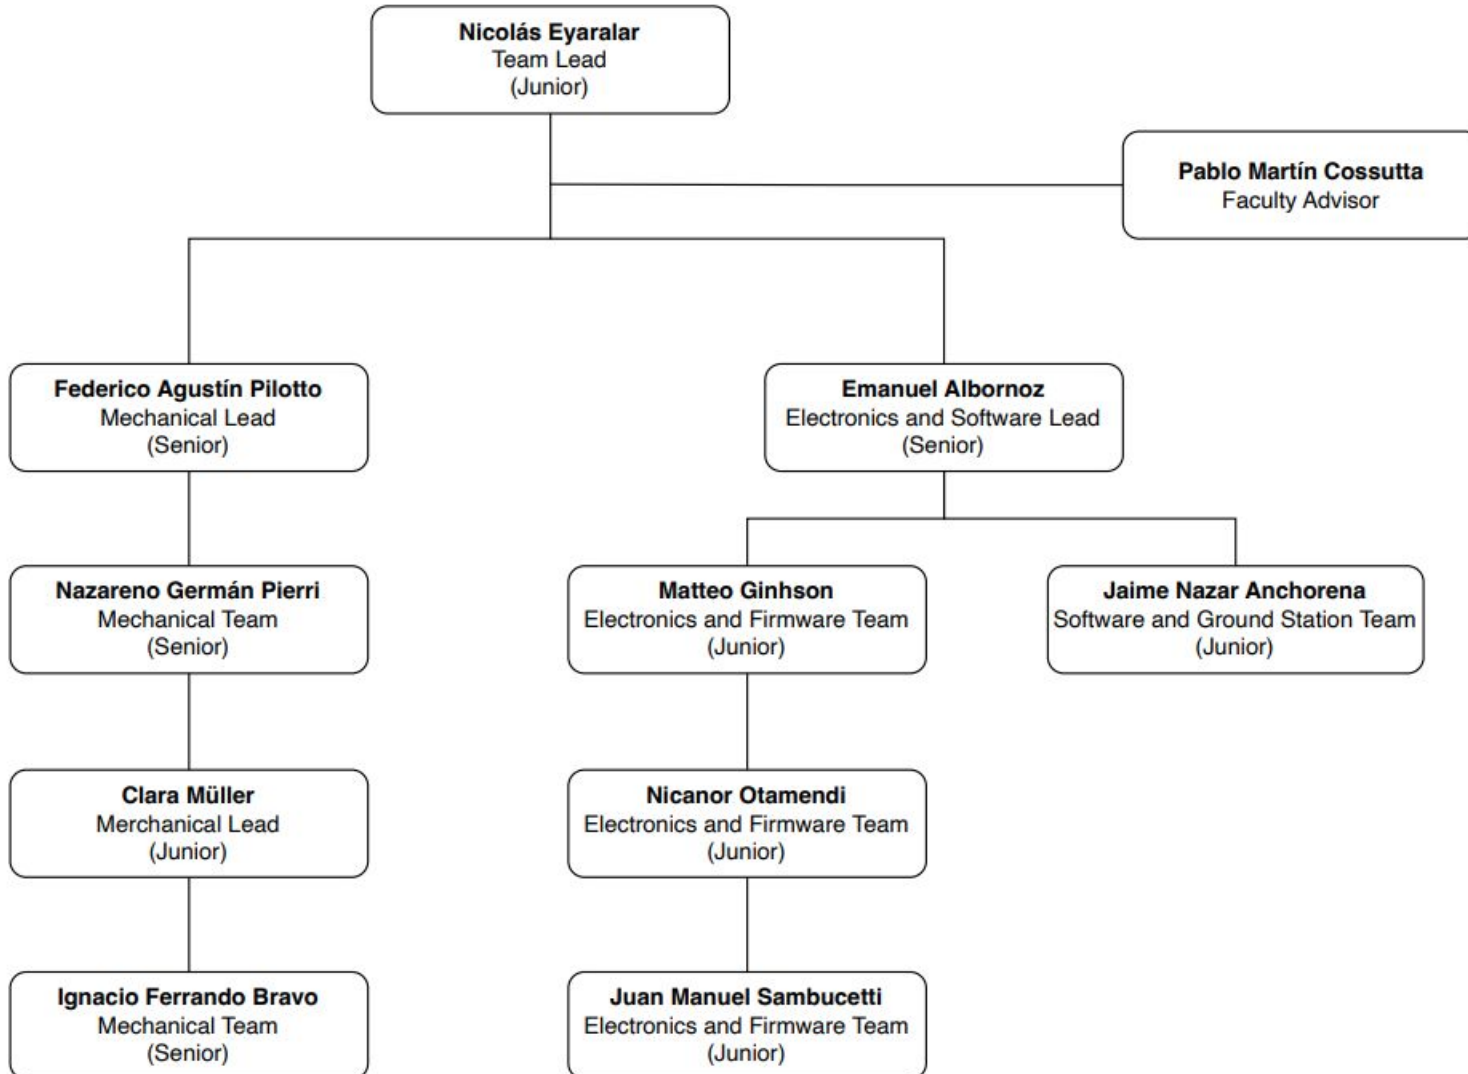 Nicolás Eyaralar
Team Lead
(Junior)
Pablo Martín Cossutta
Faculty Advisor
Federico Agustín Pilotto
Mechanical Lead
(Senior)
Emanuel Albornoz
Electronics and Software Lead
(Senior)
Nazareno Germán Pierri
Mechanical Team
(Senior)
Matteo Ginhson
Electronics and Firmware Team
(Junior)
Jaime Nazar Anchorena
Software and Ground Station Team
(Junior)
Clara Müller
Merchanical Lead
(Junior)
Nicanor Otamendi
Electronics and Firmware Team
(Junior)
Ignacio Ferrando Bravo
Mechanical Team
(Senior)
Juan Manuel Sambucetti
Electronics and Firmware Team
(Junior)